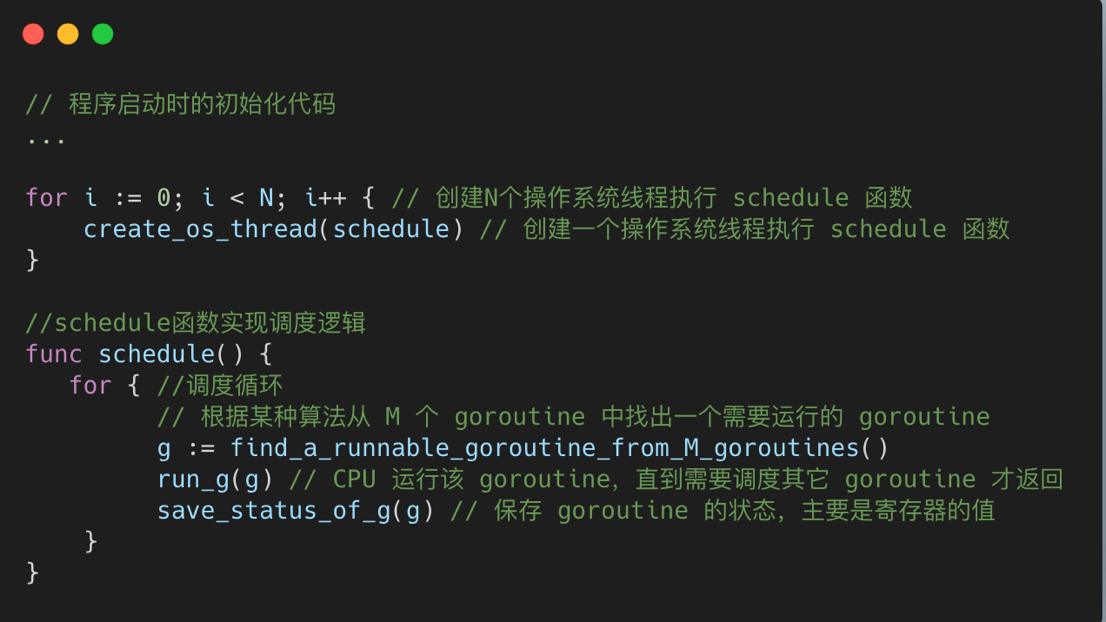 // 程序启动时的初始化代码
...
for i := 0; i < N; i++ { // 创建N个操作系统线程执行 schedule 函数
    create_os_thread(schedule) // 创建一个操作系统线程执行 schedule 函数
}
//schedule函数实现调度逻辑
func schedule() {
   for { //调度循环
         // 根据某种算法从 M 个 goroutine 中找出一个需要运行的 goroutine
         g := find_a_runnable_goroutine_from_M_goroutines()
         run_g(g) // CPU 运行该 goroutine，直到需要调度其它 goroutine 才返回
         save_status_of_g(g) // 保存 goroutine 的状态，主要是寄存器的值
    }
}